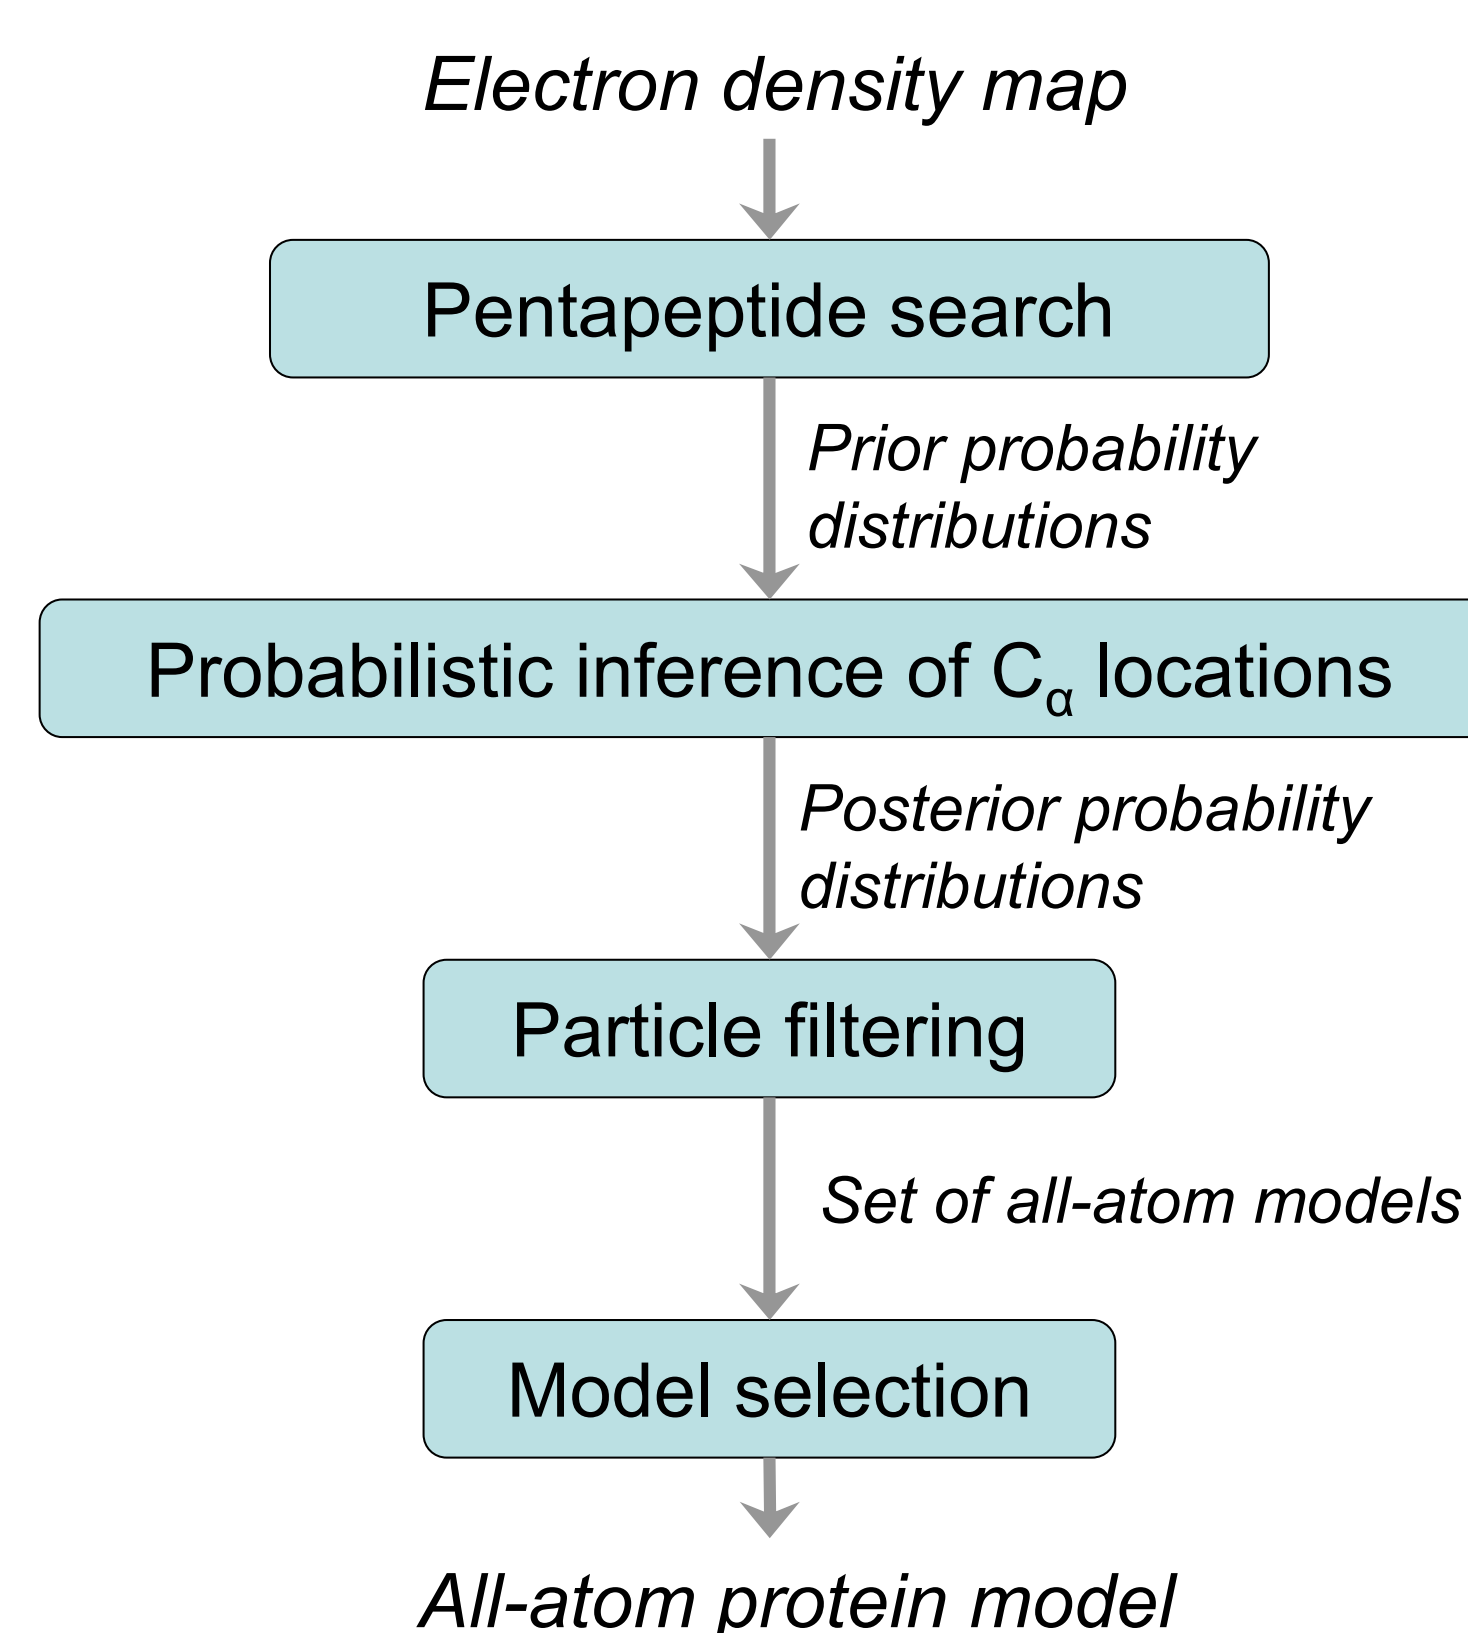 Electron density map
Pentapeptide search
Prior probability
distributions
Probabilistic inference of Cα locations
Posterior probability
distributions
Particle filtering
Set of all-atom models
Model selection
All-atom protein model